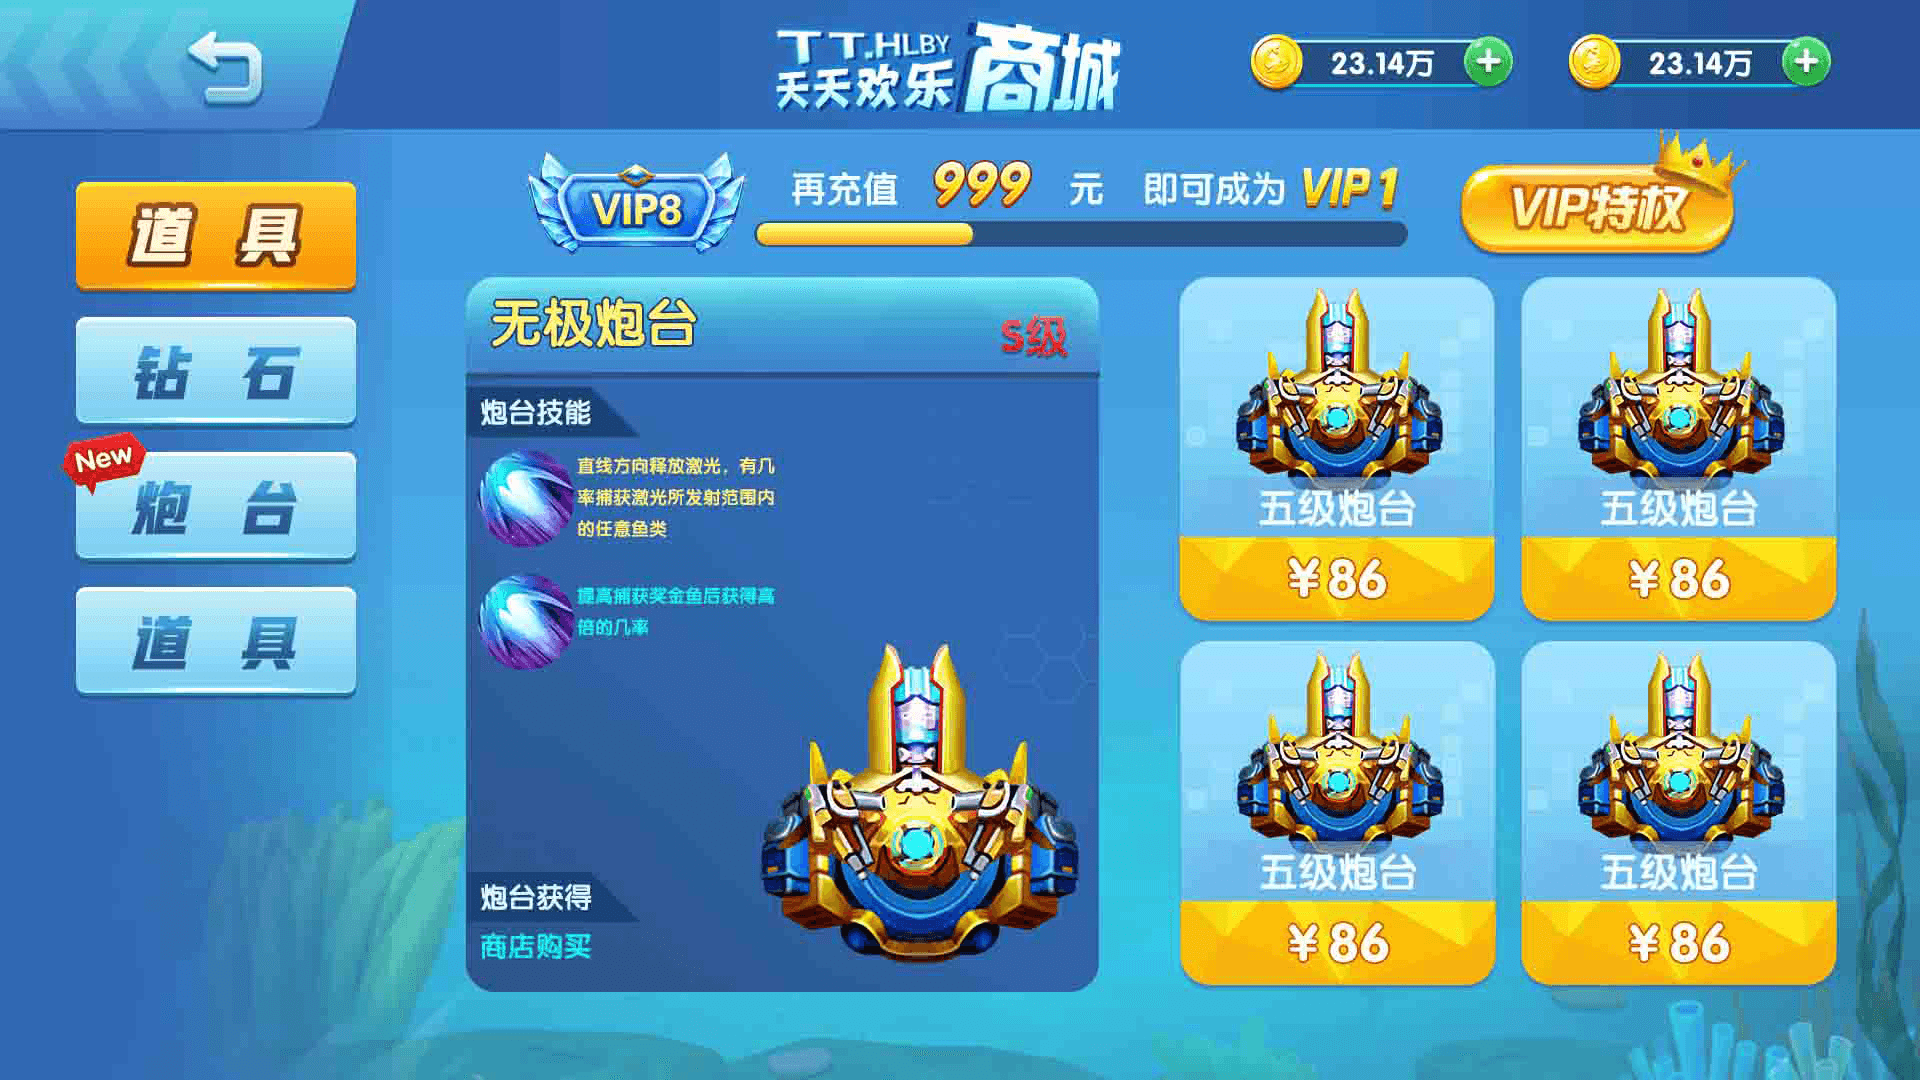 TT.HLBY
天天欢乐 商城
23.14万
23.14万
VIP8
再充值 999 元 即可成为 VIP1
VIP特权
道具
钻石
New
炮台
道具
无极炮台
S级
炮台技能
直线方向释放激光，有几
率捕获激光所发射范围内
的任意鱼类
提高捕获奖金鱼后获得高
倍的几率
炮台获得
商店购买
五级炮台
￥86
五级炮台
￥86
五级炮台
￥86
五级炮台
￥86